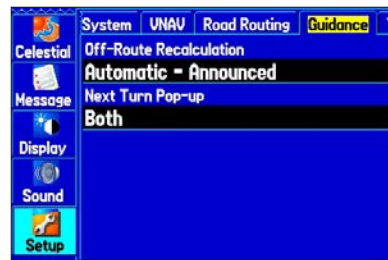 System VNAV Road Routing Guidance
Celestial
Off-Route Recalculation
Automatic - Announced
Message
Next Turn Pop-up
Both
Display
Sound
Setup